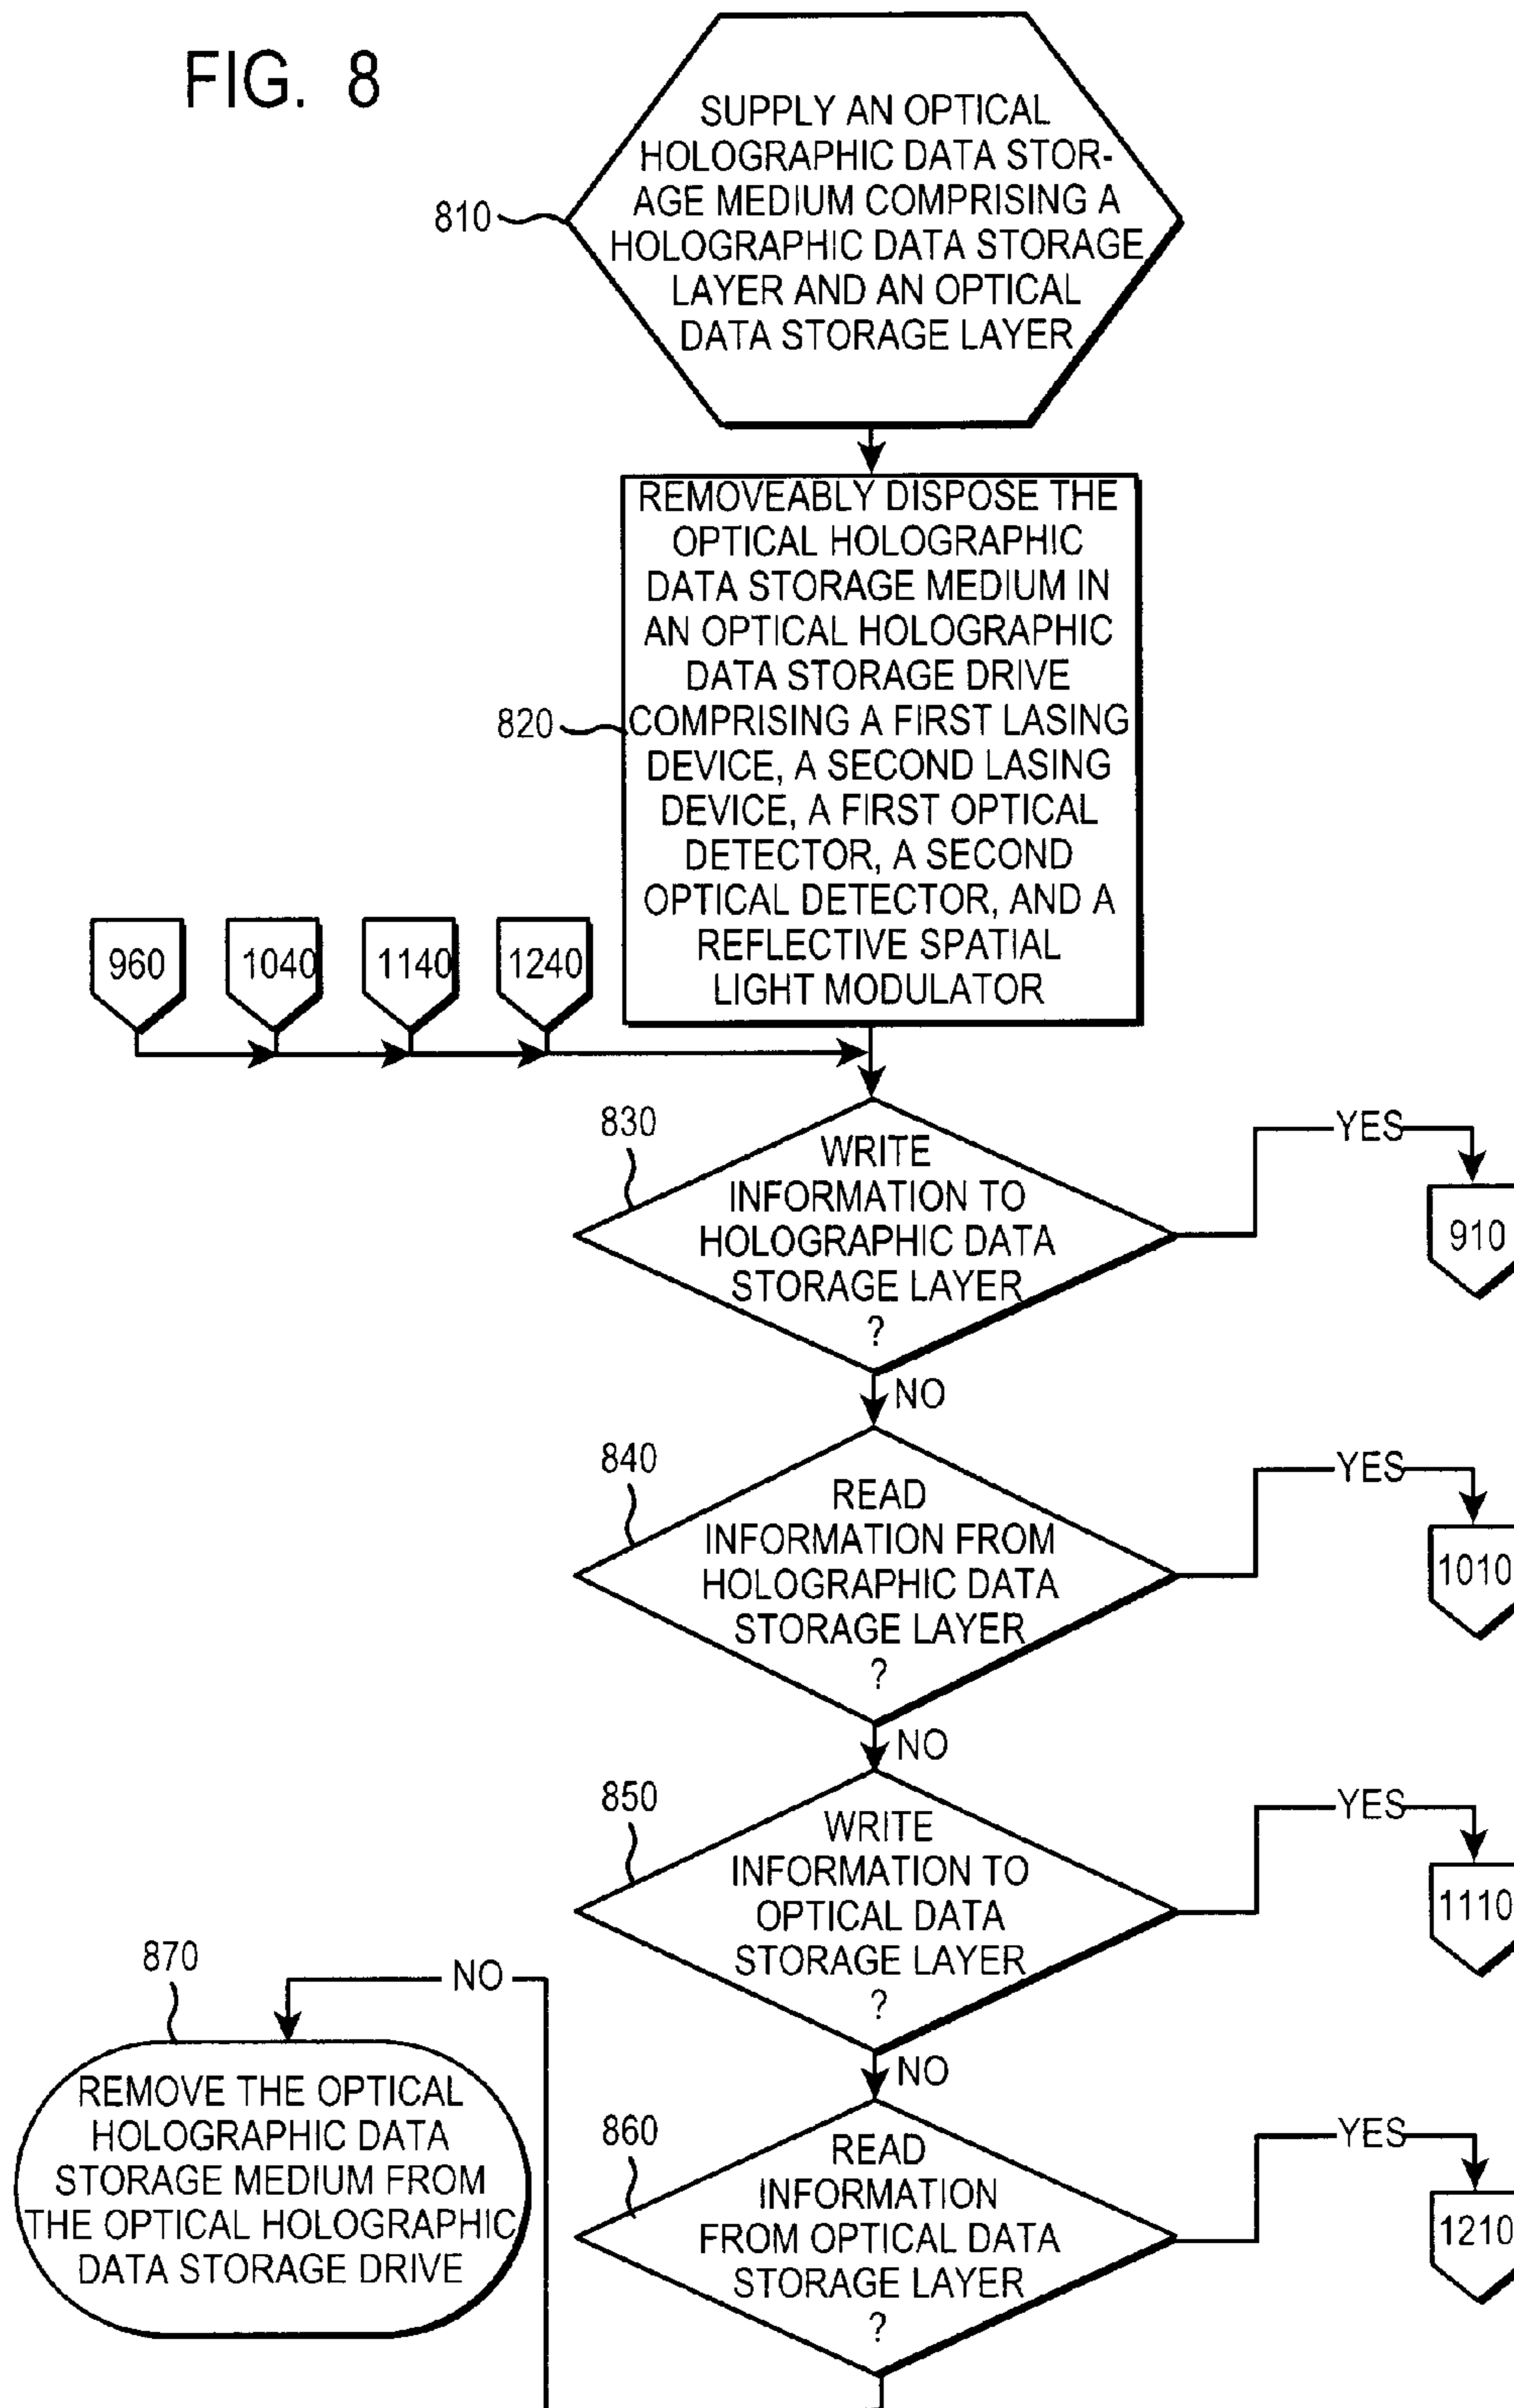 FIG. 8
SUPPLY AN OPTICAL
HOLOGRAPHIC DATA STOR-
AGE MEDIUM COMPRISING A
HOLOGRAPHIC DATA STORAGE
LAYER AND AN OPTICAL
DATA STORAGE LAYER
810
REMOVEABLY DISPOSE THE
OPTICAL HOLOGRAPHIC
DATA STORAGE MEDIUM IN
AN OPTICAL HOLOGRAPHIC
DATA STORAGE DRIVE
COMPRISING A FIRST LASING
DEVICE, A SECOND LASING
DEVICE, A FIRST OPTICAL
DETECTOR, A SECOND
OPTICAL DETECTOR, AND A
REFLECTIVE SPATIAL
LIGHT MODULATOR
820
960
1040
1140
1240
830
WRITE
INFORMATION TO
HOLOGRAPHIC DATA
STORAGE LAYER
?
YES
910
NO
840
READ
INFORMATION FROM
HOLOGRAPHIC DATA
STORAGE LAYER
?
YES
1010
NO
850
WRITE
INFORMATION TO
OPTICAL DATA
STORAGE LAYER
?
YES
1110
NO
860
READ
INFORMATION
FROM OPTICAL DATA
STORAGE LAYER
?
YES
1210
NO
870
REMOVE THE OPTICAL
HOLOGRAPHIC DATA
STORAGE MEDIUM FROM
THE OPTICAL HOLOGRAPHIC
DATA STORAGE DRIVE